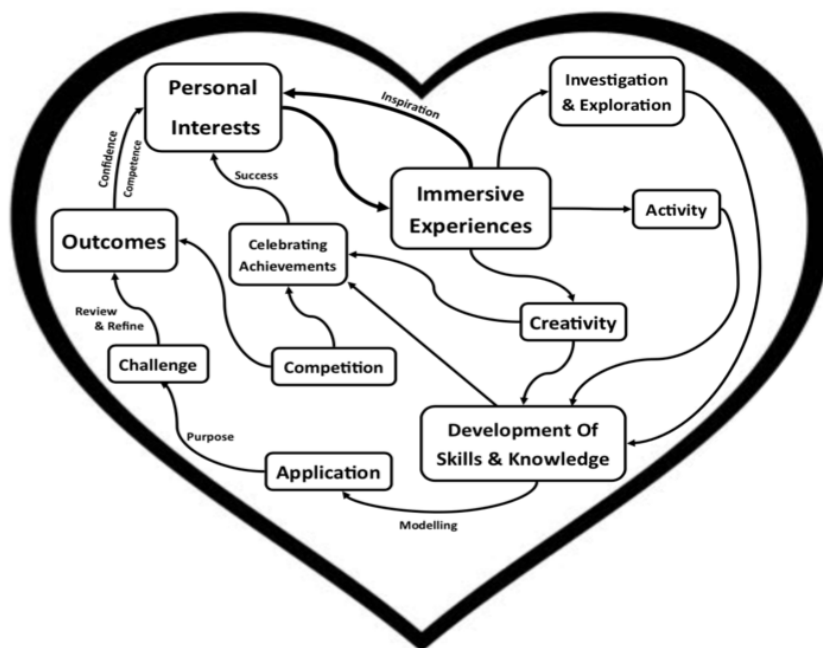 Personal
Interests
Inspiration
Investigation
& Exploration
Confidence
Competence
Success
Immersive
Experiences
Activity
Outcomes
Celebrating
Achievements
Review
& Refine
Creativity
Challenge
Competition
Development Of
Skills & Knowledge
Purpose
Application
Modelling